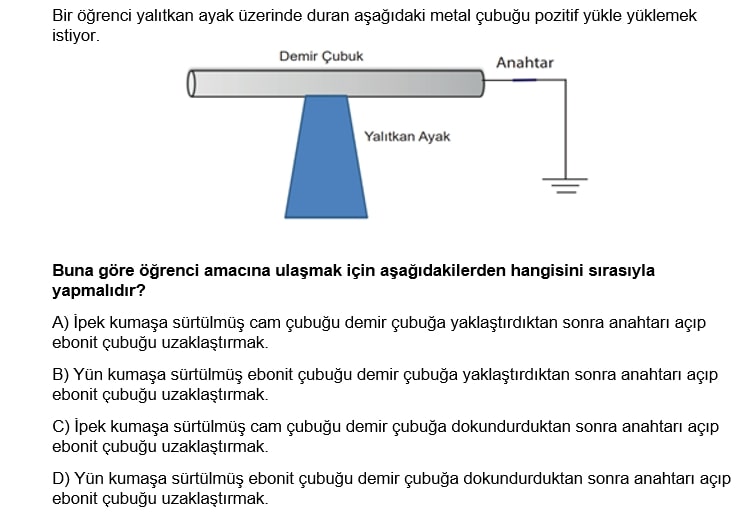 Bir öğrenci yalıtkan ayak üzerinde duran aşağıdaki metal çubuğu pozitif yükle yüklemek
istiyor.
Demir Çubuk
Anahtar
Yalıtkan Ayak
Buna göre öğrenci amacına ulaşmak için aşağıdakilerden hangisini sırasıyla
yapmalıdır?
A) İpek kumaşa sürtülmüş cam çubuğu demir çubuğa yaklaştırdıktan sonra anahtarı açıp
ebonit çubuğu uzaklaştırmak.
B) Yün kumaşa sürtülmüş ebonit çubuğu demir çubuğa yaklaştırdıktan sonra anahtarı açıp
ebonit çubuğu uzaklaştırmak.
C) İpek kumaşa sürtülmüş cam çubuğu demir çubuğa dokundurduktan sonra anahtarı açıp
ebonit çubuğu uzaklaştırmak.
D) Yün kumaşa sürtülmüş ebonit çubuğu demir çubuğa dokundurduktan sonra anahtarı açıp
ebonit çubuğu uzaklaştırmak.